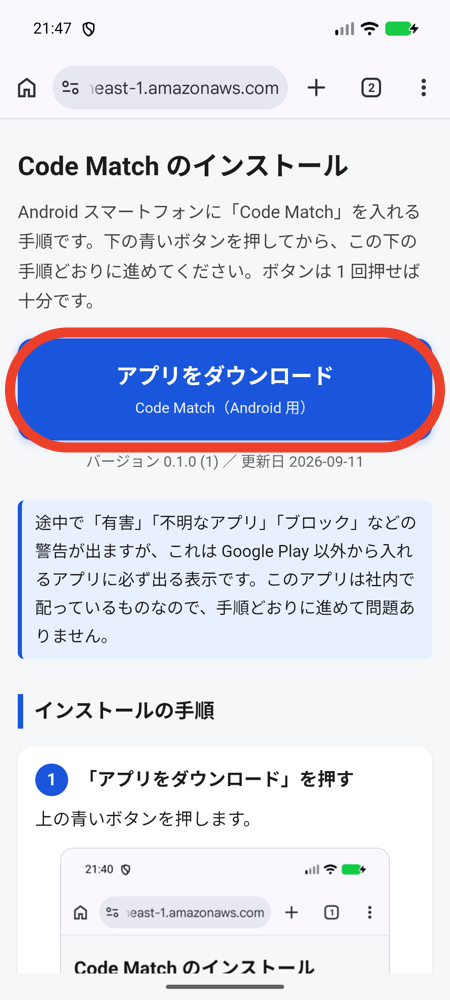 21:47
east-1.amazonaws.com
2
Code Match のインストール
Android スマートフォンに「Code Match」を入れる
手順です。下の青いボタンを押してから、この下の
手順どおりに進めてください。ボタンは 1 回押せば
十分です。
アプリをダウンロード
Code Match（Android 用）
バージョン 0.1.0 (1) ／ 更新日 2026-09-11
途中で「有害」「不明なアプリ」「ブロック」などの
警告が出ますが、これは Google Play 以外から入れ
るアプリに必ず出る表示です。このアプリは社内で
配っているものなので、手順どおりに進めて問題あ
りません。
インストールの手順
1 「アプリをダウンロード」を押す
上の青いボタンを押します。
21:40
east-1.amazonaws.com
1
Code Match のインストール